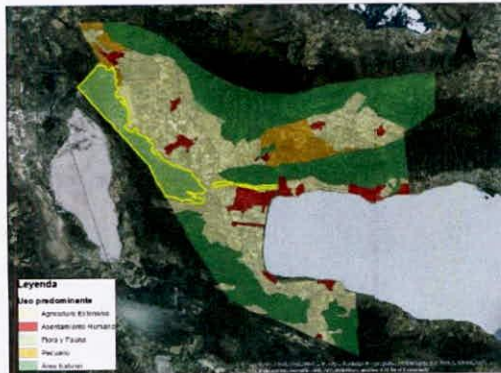 Leyenda
Uso predominante
Agricultura Extensiva
Asentamiento Humano
Flora y Fauna
Pecuario
Área Natural